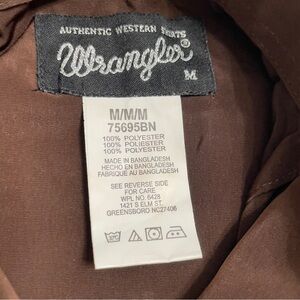 AUTHENTIC WESTERN SHIRTS
Wrangler®
M
M/M/M
75695BN
100% POLYESTER
100% POLIESTER
100% POLYESTER
MADE IN BANGLADESH
HECHO EN BANGLADESH
FABRIQUE AU BANGLADESH
SEE REVERSE SIDE
FOR CARE
WPL NO. 6428
1421 S ELM ST.
GREENSBORO NC27406